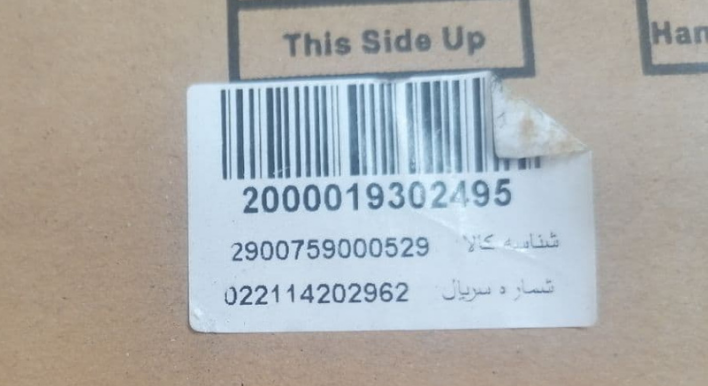 This Side Up
Han
2000019302495
شناسه کالا 2900759000529
شماره سریال 022114202962